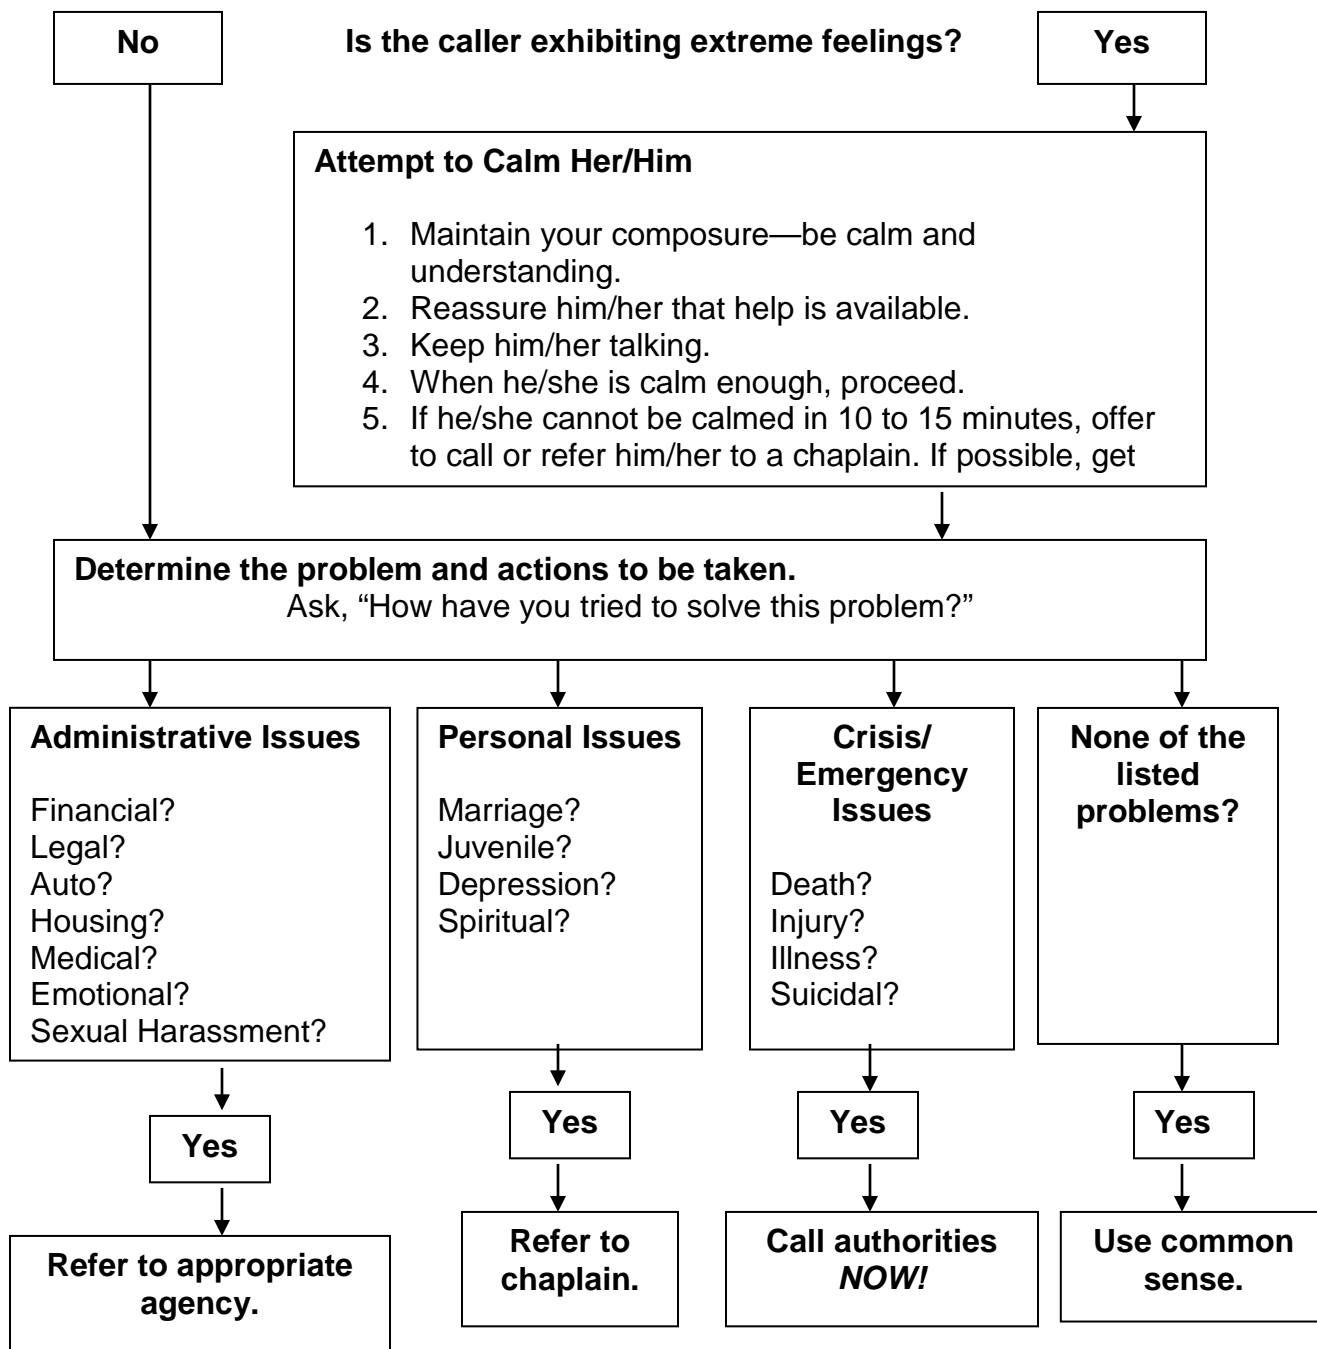 No
Is the caller exhibiting extreme feelings?
Yes
Attempt to Calm Her/Him
1. Maintain your composure—be calm and
understanding.
2. Reassure him/her that help is available.
3. Keep him/her talking.
4. When he/she is calm enough, proceed.
5. If he/she cannot be calmed in 10 to 15 minutes, offer
to call or refer him/her to a chaplain. If possible, get
Determine the problem and actions to be taken.
Ask, “How have you tried to solve this problem?”
Administrative Issues
Financial?
Legal?
Auto?
Housing?
Medical?
Emotional?
Sexual Harassment?
Yes
Refer to appropriate
agency.
Personal Issues
Marriage?
Juvenile?
Depression?
Spiritual?
Yes
Refer to
chaplain.
Crisis/
Emergency
Issues
Death?
Injury?
Illness?
Suicidal?
Yes
Call authorities
NOW!
None of the
listed
problems?
Yes
Use common
sense.